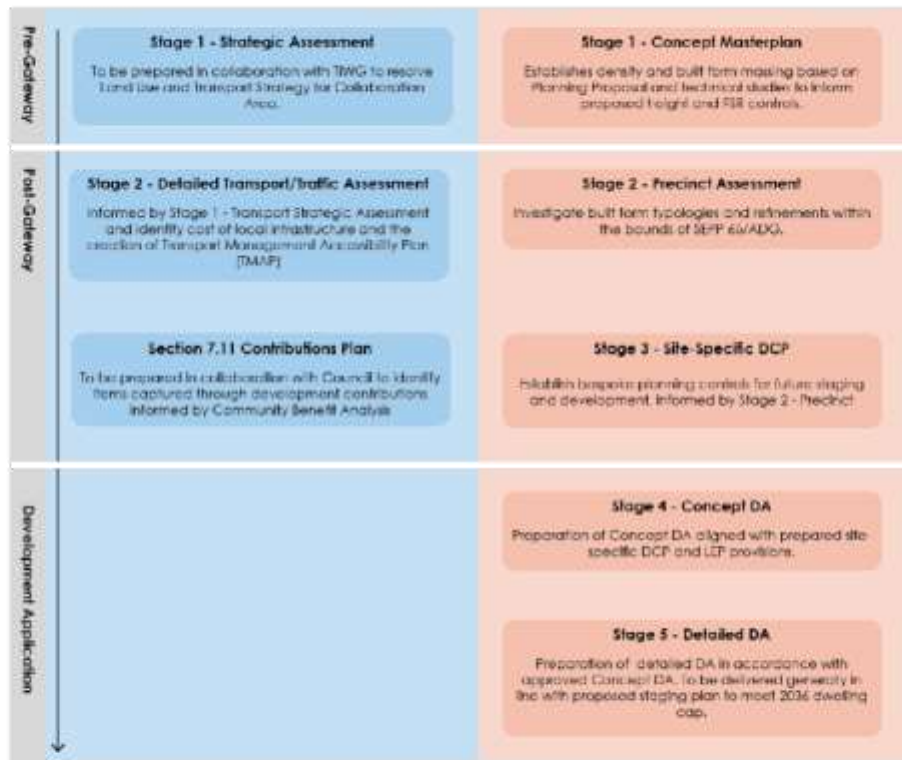 Pre-Gateway
Stage 1 - Strategic Assessment
To be prepared in collaboration with TIWG to resolve
Land Use and Transport Strategy for Collaboration
Area.
Stage 1 - Concept Masterplan
Establishes density and built form massing based on
Planning Proposal and technical studies to inform
proposed height and FSR controls.
Post-Gateway
Stage 2 - Detailed Transport/Traffic Assessment
Informed by Stage 1 - Transport Strategic Assessment
and identify cost of local infrastructure and the
creation of Transport Management Accessibility Plan
(TMAP)
Stage 2 - Precinct Assessment
Investigate built form typologies and refinements within
the bounds of SEPP 65/ADG.
Section 7.11 Contributions Plan
To be prepared in collaboration with Council to identify
items captured through development contributions
informed by Community Benefit Analysis
Stage 3 - Site-Specific DCP
Establish bespoke planning controls for future staging
and development, informed by Stage 2 - Precinct
Development Application
Stage 4 - Concept DA
Preparation of Concept DA aligned with prepared site
specific DCP and LEP provisions.
Stage 5 - Detailed DA
Preparation of detailed DA in accordance with
approved Concept DA. To be delivered generally in
line with proposed staging plan to meet 2036 dwelling
cap.